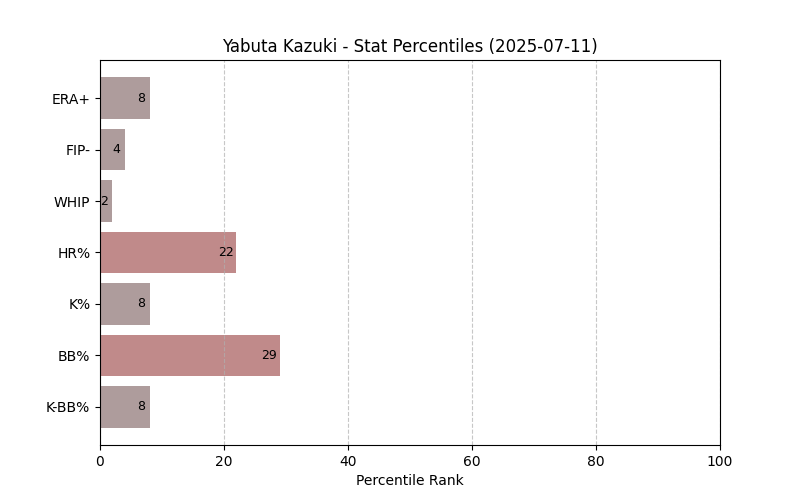 Yabuta Kazuki - Stat Percentiles (2025-07-11)
ERA+ 8
FIP- 4
WHIP 2
HR% 22
K% 8
BB% 29
K-BB% 8
0 20 40 60 80 100
Percentile Rank